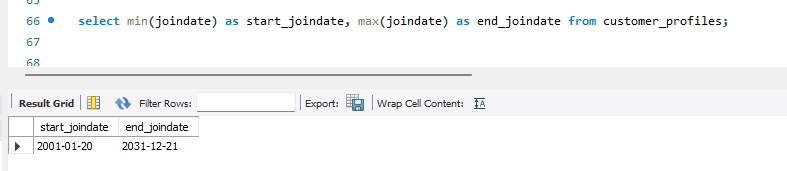 66 select min(joindate) as start_joindate, max(joindate) as end_joindate from customer_profiles;
67
68
Result Grid Filter Rows: Export: Wrap Cell Content:
start_joindate end_joindate
2001-01-20 2031-12-21